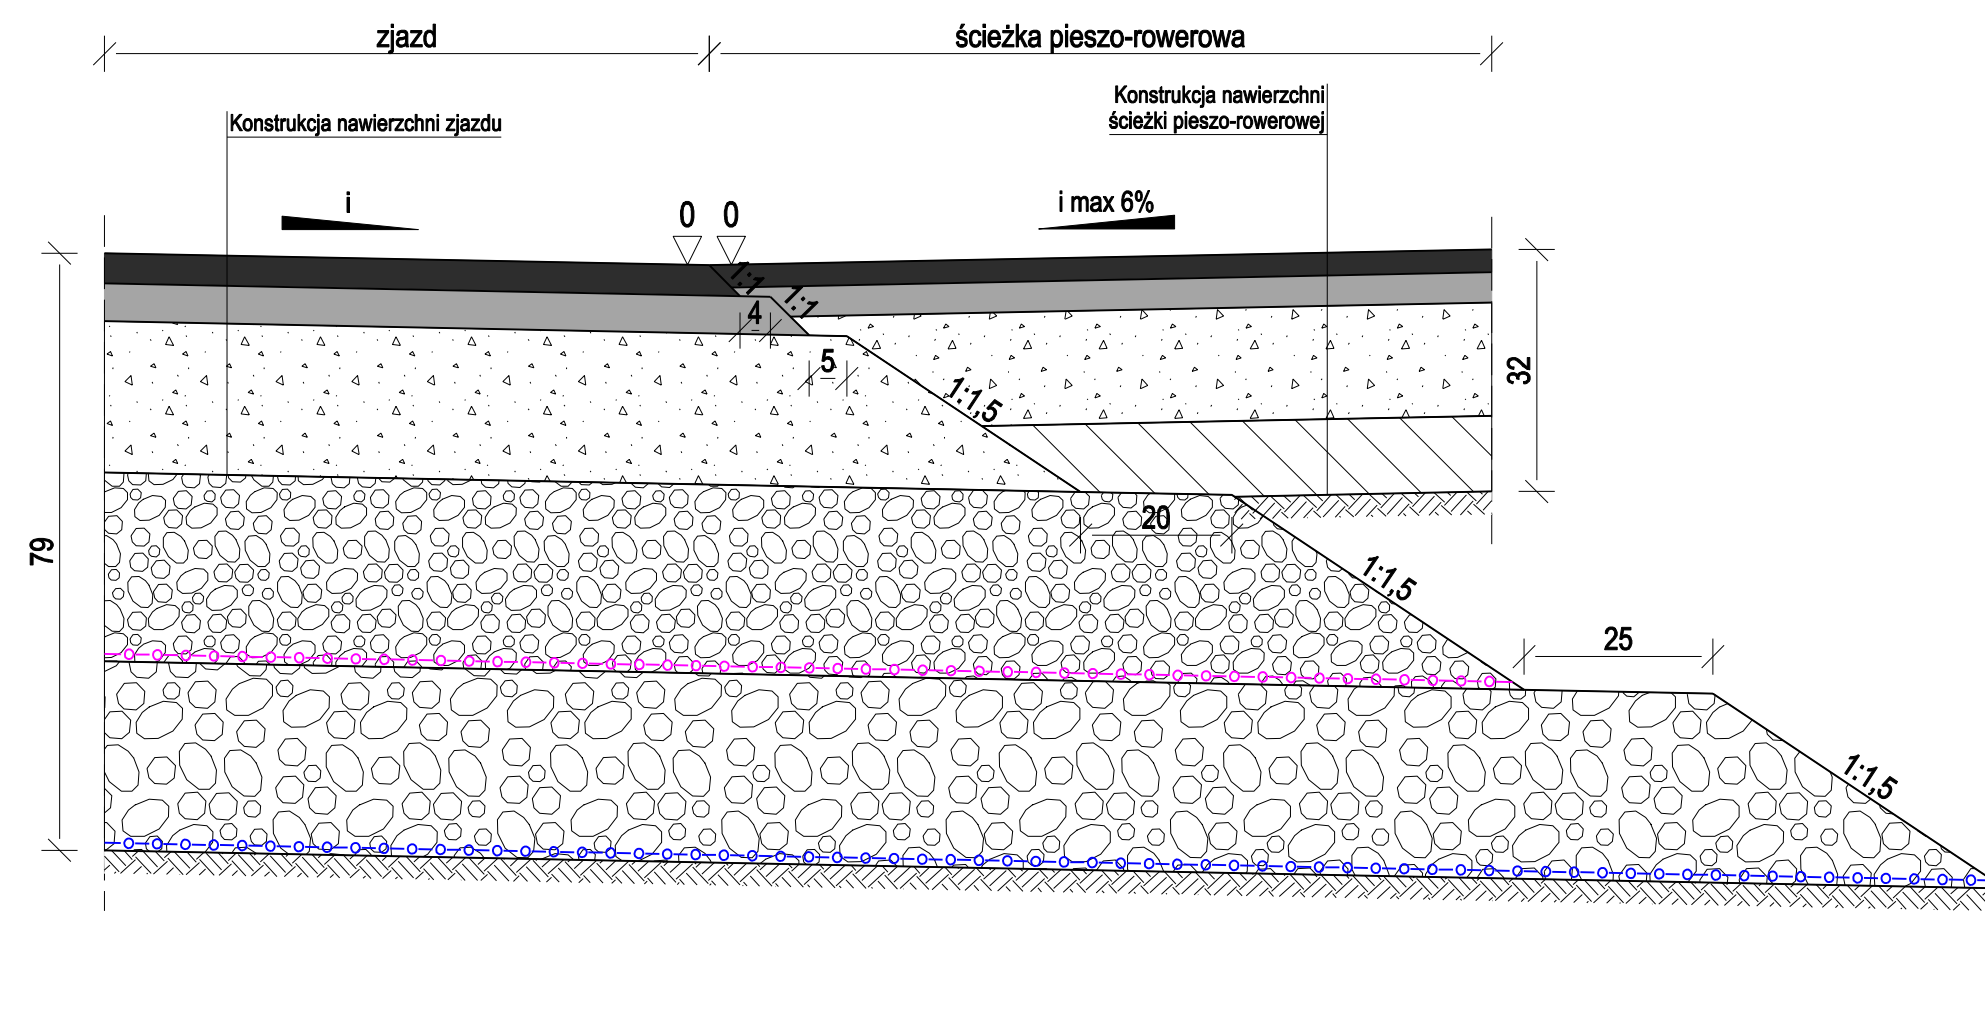 zjazd
ścieżka pieszo-rowerowa
Konstrukcja nawierzchni zjazdu
Konstrukcja nawierzchni
ścieżki pieszo-rowerowej
i
0 0
i max 6%
1:1
1:1
4
5
1:1,5
32
20
79
1:1,5
25
1:1,5